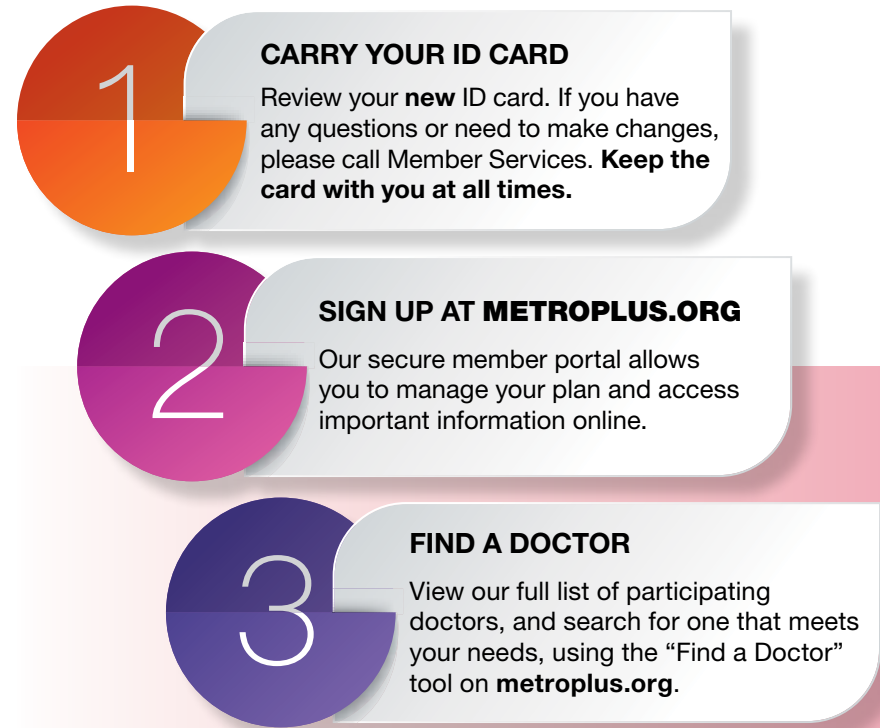 1
CARRY YOUR ID CARD
Review your new ID card. If you have
any questions or need to make changes,
please call Member Services. Keep the
card with you at all times.
2
SIGN UP AT METROPLUS.ORG
Our secure member portal allows
you to manage your plan and access
important information online.
3
FIND A DOCTOR
View our full list of participating
doctors, and search for one that meets
your needs, using the “Find a Doctor”
tool on metroplus.org.